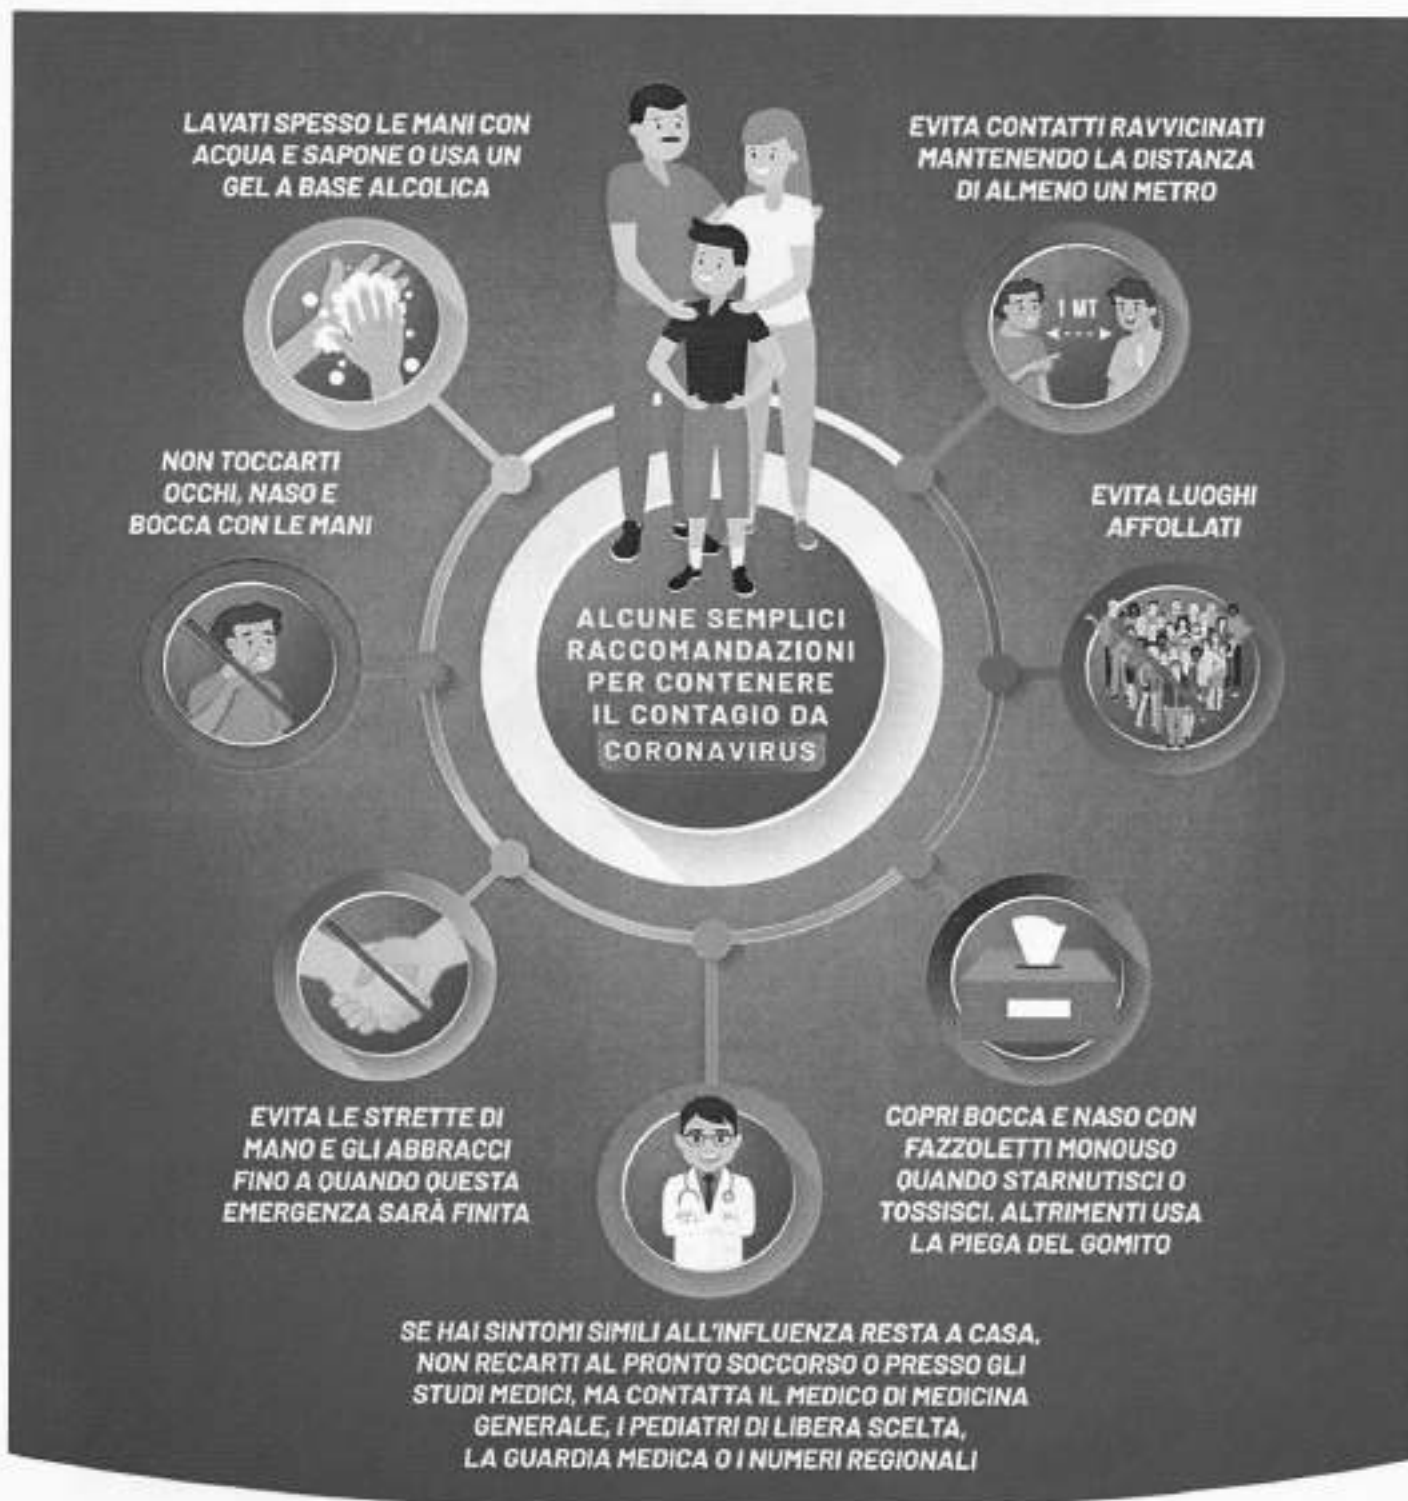 LAVATI SPESSO LE MANI CON
ACQUA E SAPONE O USA UN
GEL A BASE ALCOLICA
EVITA CONTATTI RAVVICINATI
MANTENENDO LA DISTANZA
DI ALMENO UN METRO
1 MT
NON TOCCARTI
OCCHI, NASO E
BOCCA CON LE MANI
EVITA LUOGHI
AFFOLLATI
ALCUNE SEMPLICI
RACCOMANDAZIONI
PER CONTENERE
IL CONTAGIO DA
CORONAVIRUS
EVITA LE STRETTE DI
MANO E GLI ABBRACCI
FINO A QUANDO QUESTA
EMERGENZA SARÀ FINITA
COPRI BOCCA E NASO CON
FAZZOLETTI MONOUSO
QUANDO STARNUTISCI O
TOSSISCI. ALTRIMENTI USA
LA PIEGA DEL GOMITO
SE HAI SINTOMI SIMILI ALL'INFLUENZA RESTA A CASA,
NON RECARTI AL PRONTO SOCCORSO O PRESSO GLI
STUDI MEDICI, MA CONTATTA IL MEDICO DI MEDICINA
GENERALE, I PEDIATRI DI LIBERA SCELTA,
LA GUARDIA MEDICA O I NUMERI REGIONALI